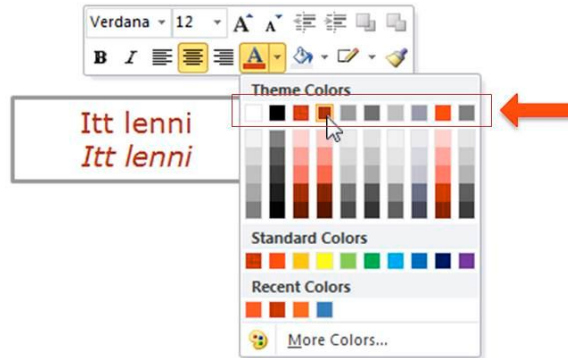 Verdana 12 A A
B I A
Theme Colors
Itt lenni
Itt lenni
Standard Colors
Recent Colors
More Colors...